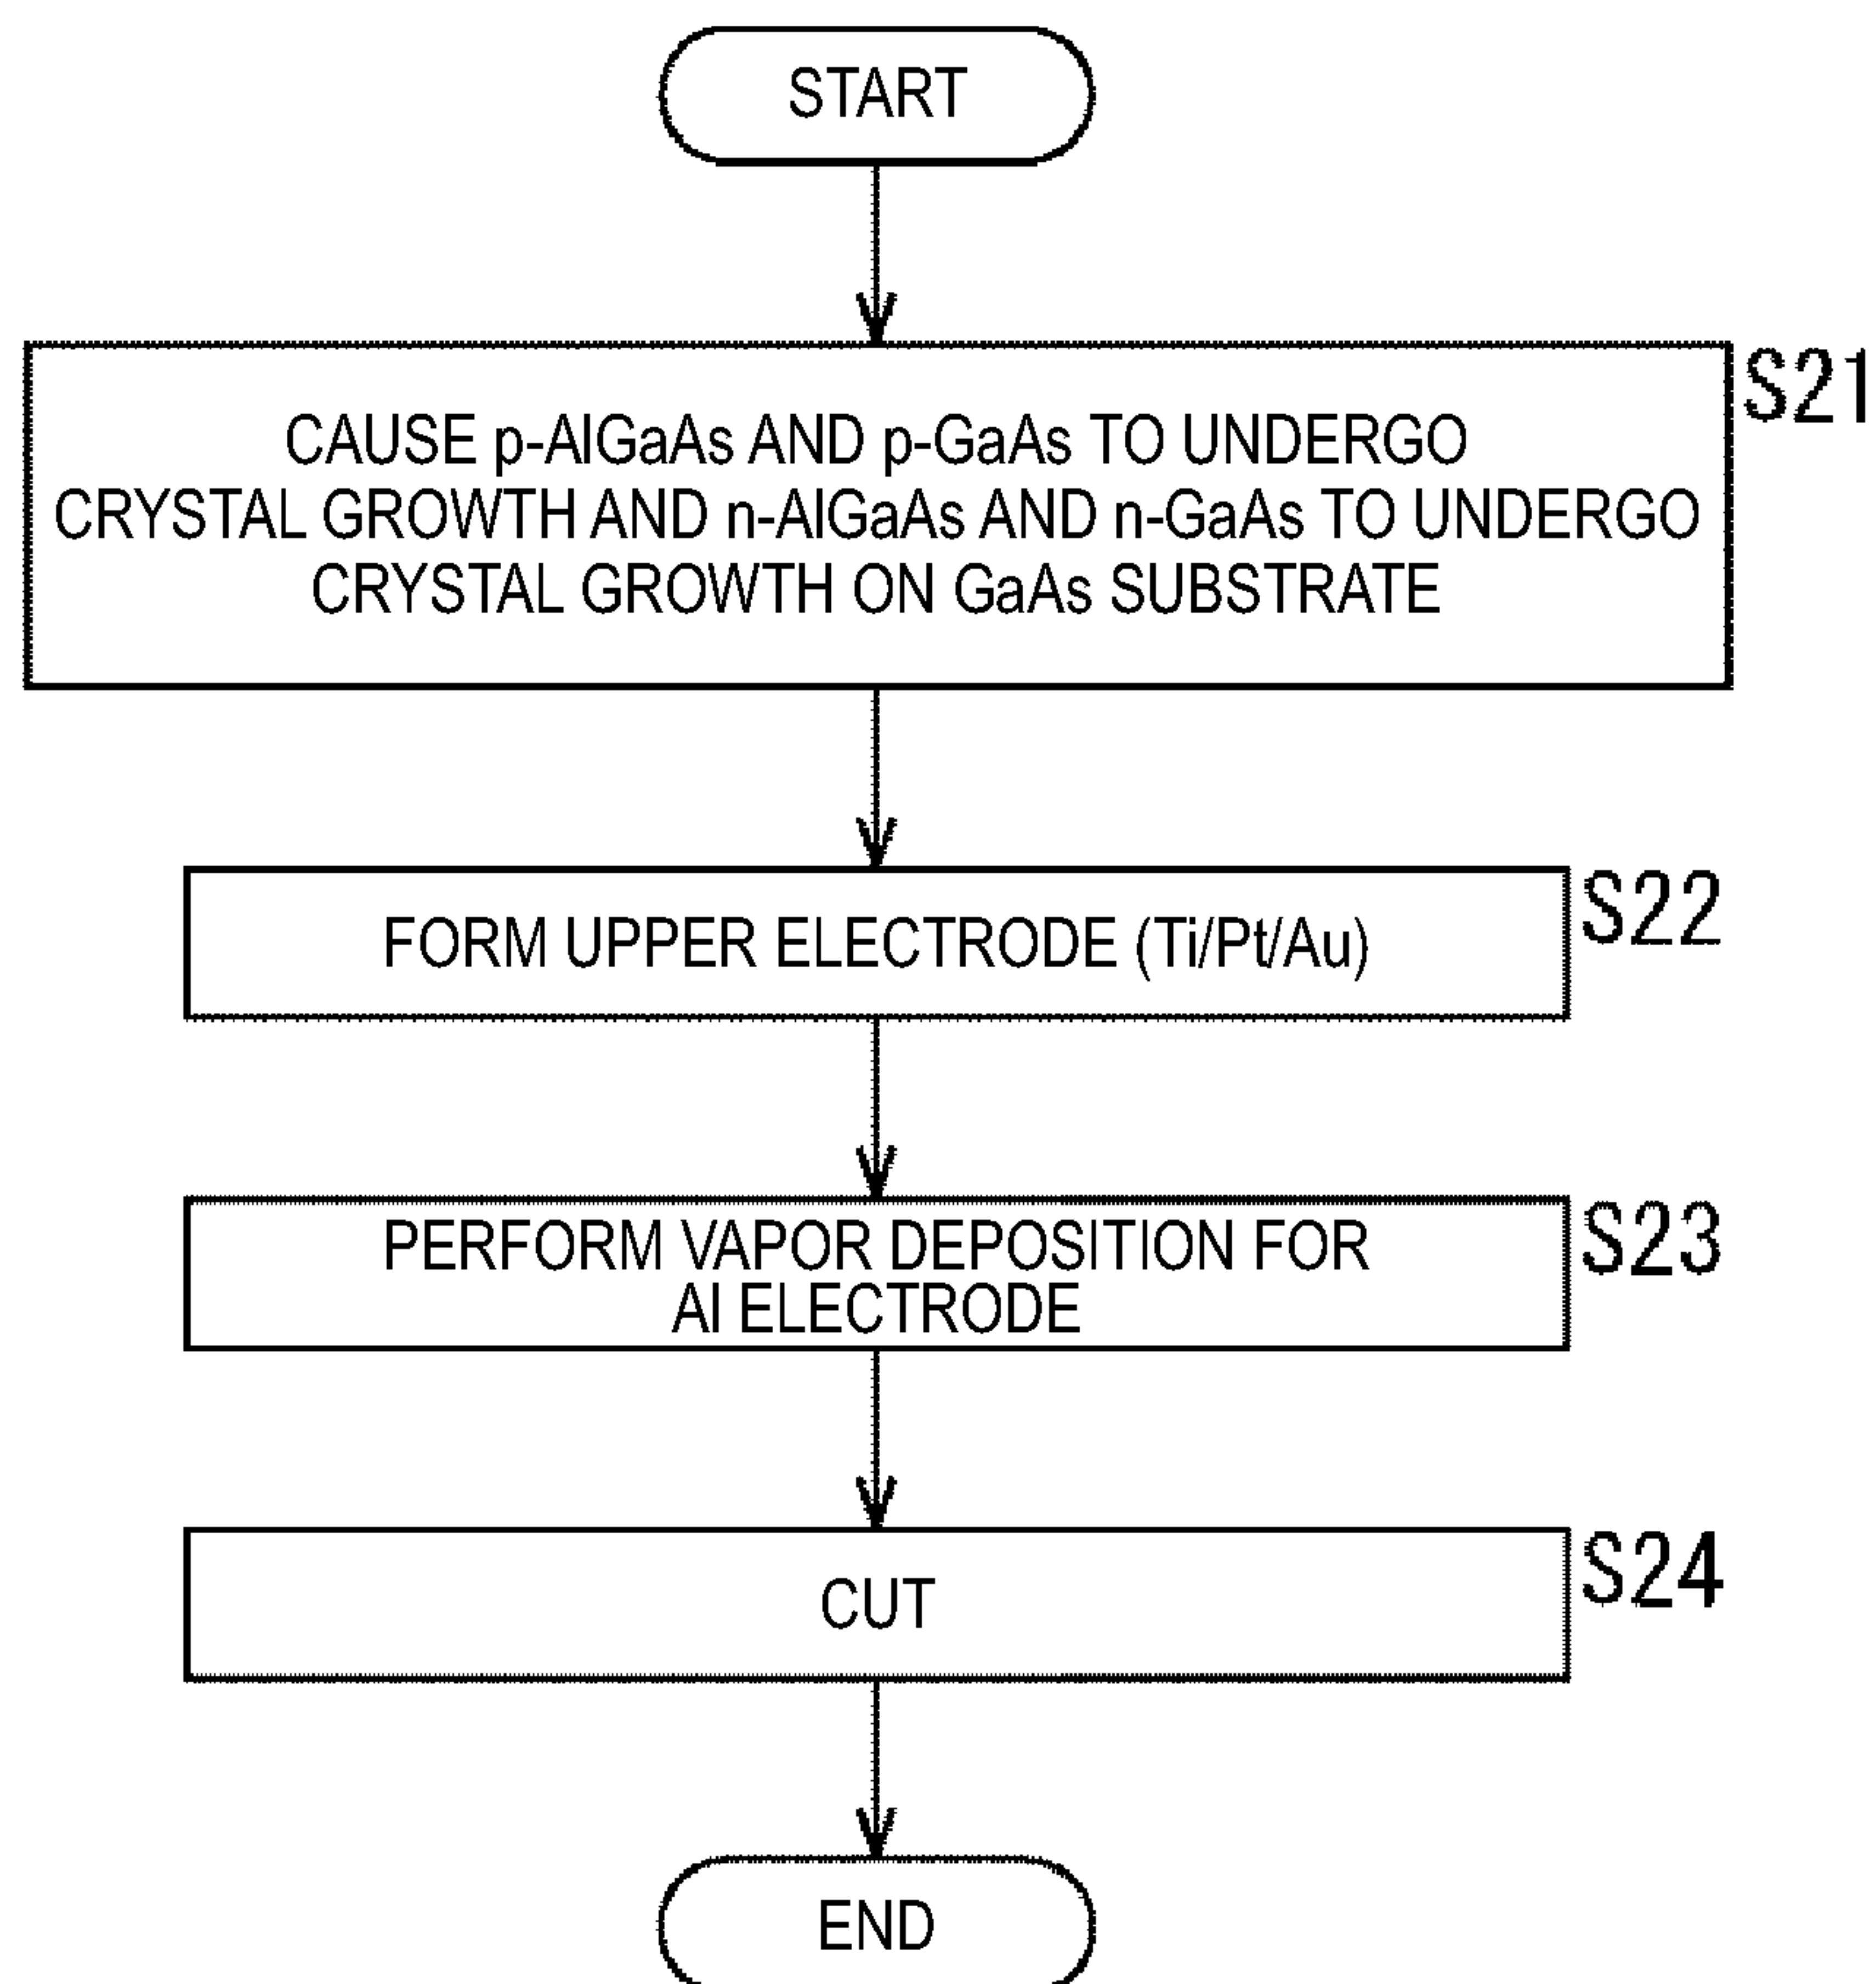 START
S21
CAUSE p-AlGaAs AND p-GaAs TO UNDERGO
CRYSTAL GROWTH AND n-AlGaAs AND n-GaAs TO UNDERGO
CRYSTAL GROWTH ON GaAs SUBSTRATE
S22
FORM UPPER ELECTRODE (Ti/Pt/Au)
S23
PERFORM VAPOR DEPOSITION FOR
Al ELECTRODE
S24
CUT
END